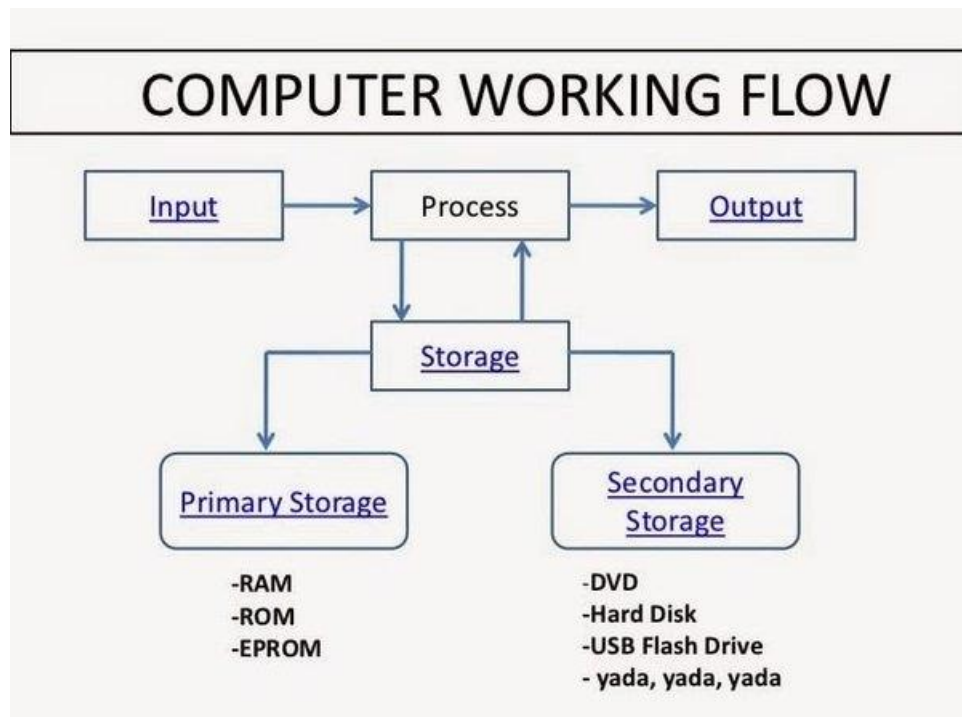 COMPUTER WORKING FLOW
Input
Process
Output
Storage
Primary Storage
-RAM
-ROM
-EPROM
Secondary
Storage
-DVD
-Hard Disk
-USB Flash Drive
- yada, yada, yada